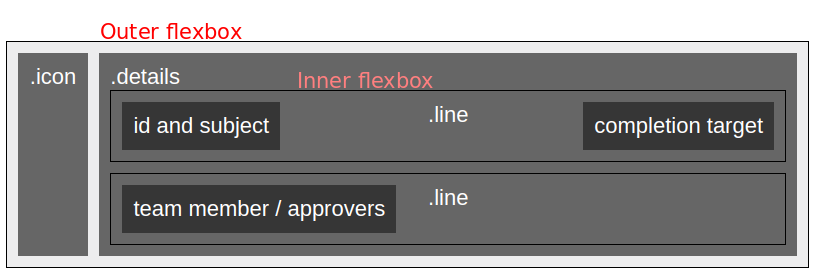 Outer flexbox
.icon
.details
Inner flexbox
id and subject
.line
completion target
team member / approvers
.line